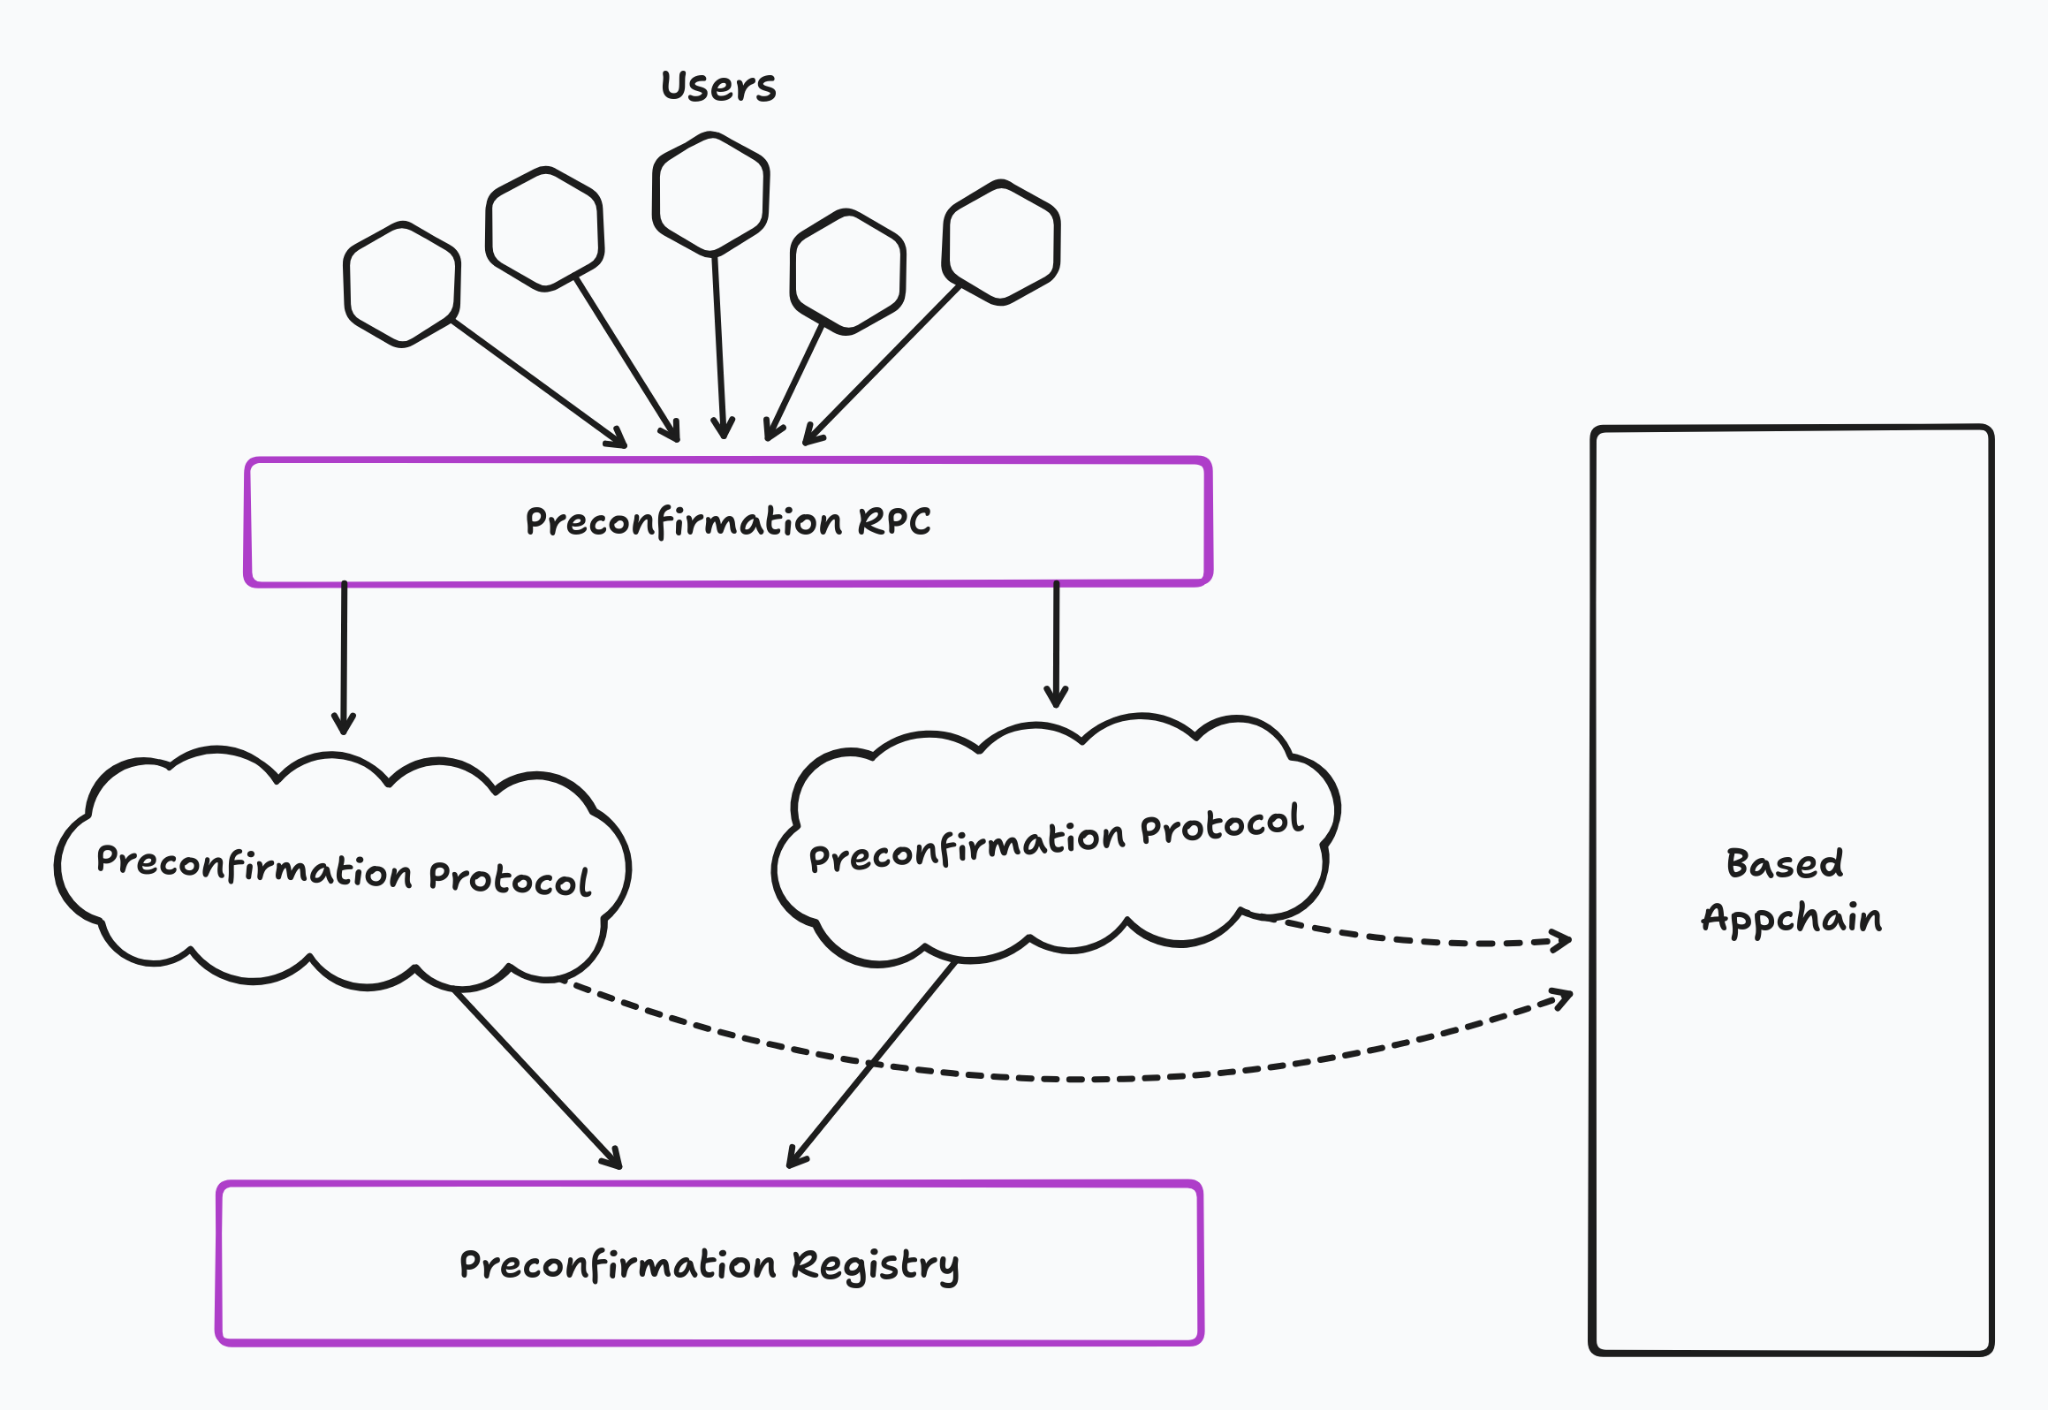 Users
Preconfirmation RPC
Preconfirmation Protocol
Preconfirmation Protocol
Based
Appchain
Preconfirmation Registry